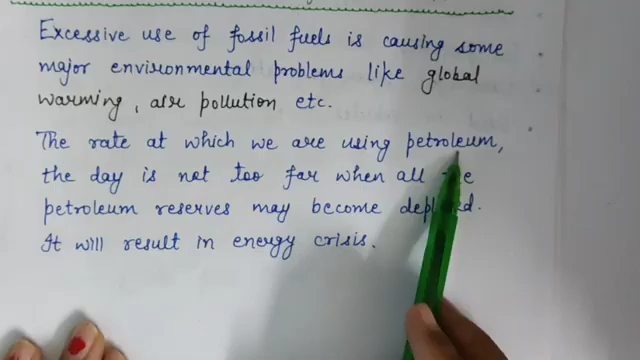 Excessive use of fossil fuels is causing some
major environmental problems like global
warming, air pollution etc.
The rate at which we are using petroleum,
the day is not too far when all the
petroleum reserves may become depleted.
It will result in energy crisis.